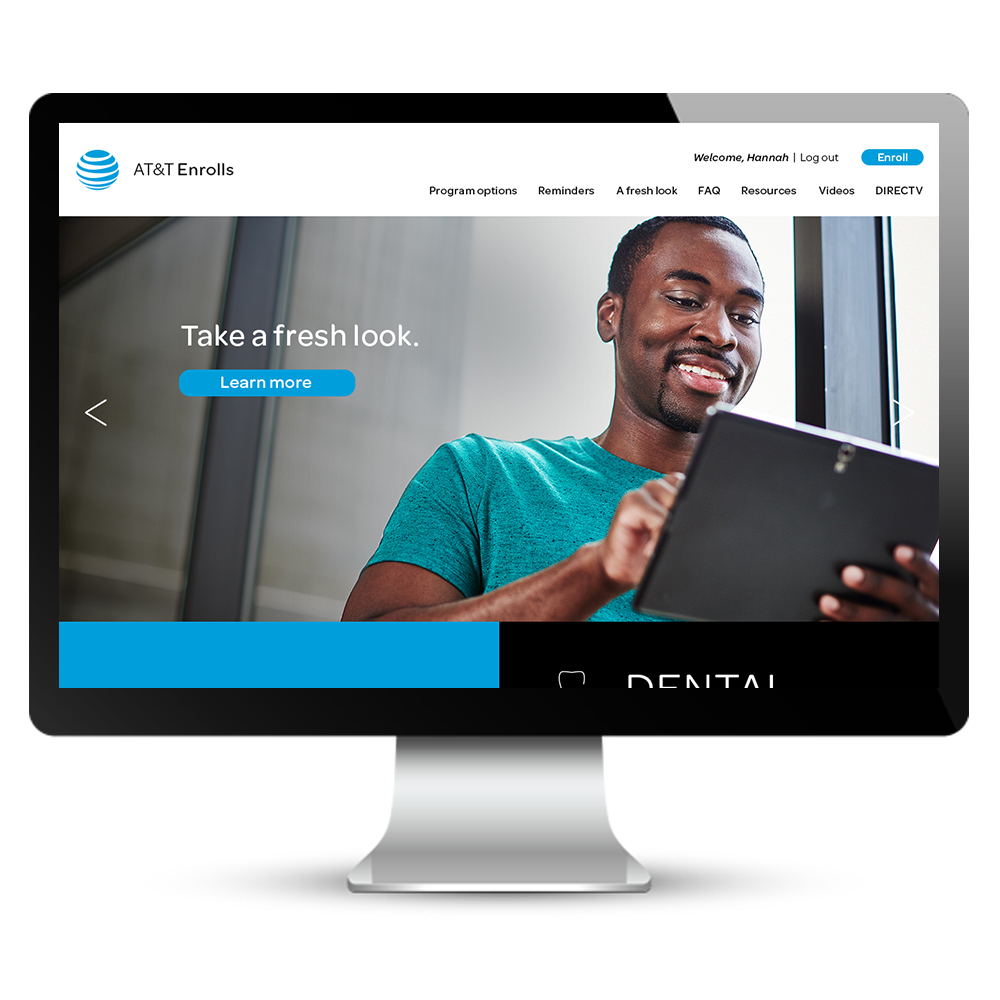 AT&T Enrolls
Welcome, Hannah | Log out
Enroll
Program options Reminders A fresh look FAQ Resources Videos DIRECTV
Take a fresh look.
Learn more
DENTAL